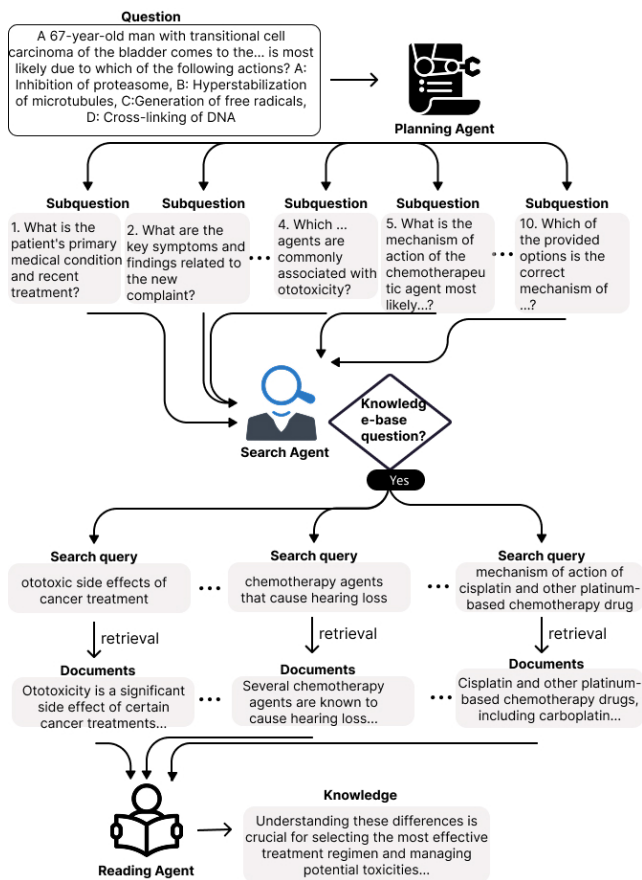 Question
A 67-year-old man with transitional cell
carcinoma of the bladder comes to the... is most
likely due to which of the following actions? A:
Inhibition of proteasome, B: Hyperstabilization
of microtubules, C:Generation of free radicals,
D: Cross-linking of DNA
Planning Agent
Subquestion
1. What is the
patient's primary
medical condition
and recent
treatment?
Subquestion
2. What are the
key symptoms and
findings related to
the new
complaint?
...
Subquestion
4. Which ...
agents are
commonly
associated with
ototoxicity?
Subquestion
5. What is the
mechanism of
action of the
chemotherapeu
tic agent most
likely...?
...
Subquestion
10. Which of
the provided
options is the
correct
mechanism of
...?
Search Agent
Knowledg
e-base
question?
Yes
Search query
ototoxic side effects of
cancer treatment
...
Search query
chemotherapy agents
that cause hearing loss
...
Search query
mechanism of action of
cisplatin and other platinum-
based chemotherapy drug
retrieval
retrieval
retrieval
Documents
Ototoxicity is a significant
side effect of certain
cancer treatments...
...
Documents
Several chemotherapy
agents are known to
cause hearing loss...
...
Documents
Cisplatin and other platinum-
based chemotherapy drugs,
including carboplatin...
Reading Agent
Knowledge
Understanding these differences is
crucial for selecting the most effective
treatment regimen and managing
potential toxicities...